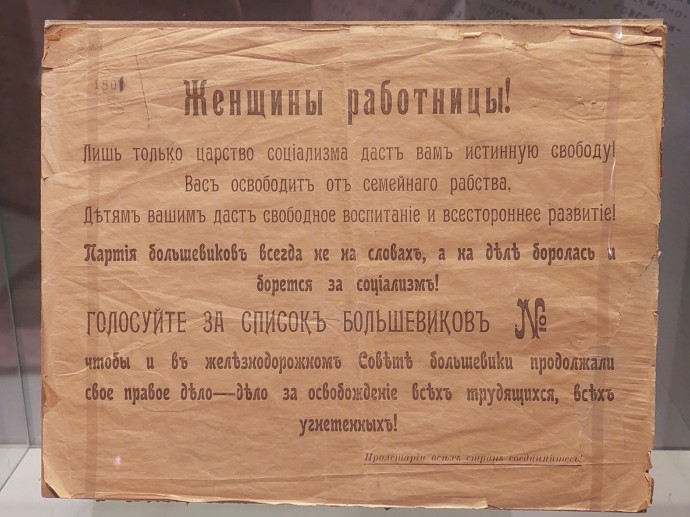 1801
Женщины работницы!
Лишь только царство соціализма дастъ вамъ истинную свободу!
Васъ освободитъ отъ семейнаго рабства.
Дѣтямъ вашимъ дастъ свободное воспитаніе и всестороннее развитіе!
Партія большевиковъ всегда не на словахъ, а на дѣлѣ боролась и
борется за соціализмъ!
ГОЛОСУЙТЕ ЗА СПИСОКЪ БОЛЬШЕВИКОВЪ №
чтобы и въ желѣзнодорожном Совѣтѣ большевики продолжали
свое правое дѣло—дѣло за освобожденіе всѣхъ трудящихся, всѣхъ
угнетенныхъ!
Пролетаріи всѣхъ странъ соединяйтесь!